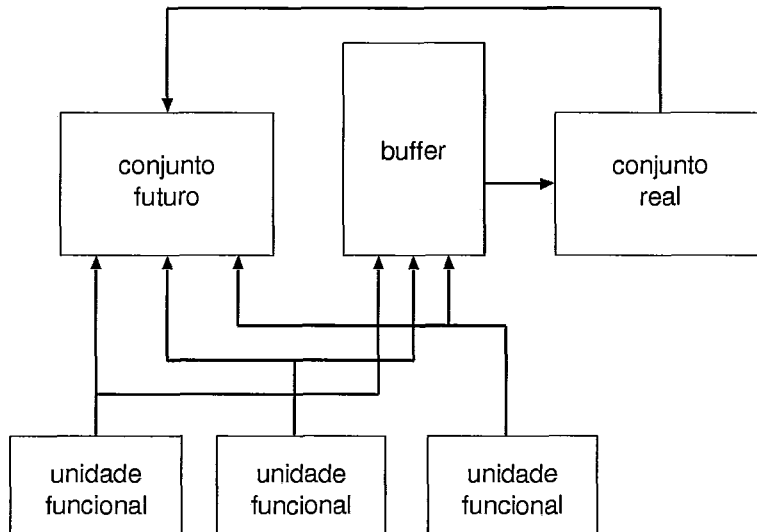 conjunto
futuro
buffer
conjunto
real
unidade
funcional
unidade
funcional
unidade
funcional